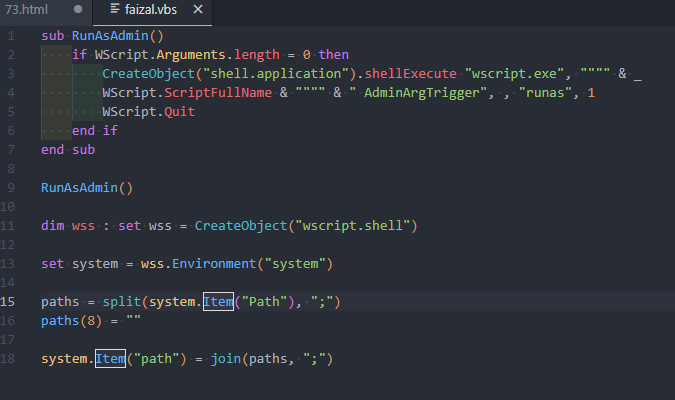 73.html faizal.vbs
1 sub RunAsAdmin()
2 if WScript.Arguments.length = 0 then
3 CreateObject("shell.application").shellExecute "wscript.exe", """" & _
4 WScript.ScriptFullName & """" & " AdminArgTrigger", , "runas", 1
5 WScript.Quit
6 end if
7 end sub
8
9 RunAsAdmin()
10
11 dim wss : set wss = CreateObject("wscript.shell")
12
13 set system = wss.Environment("system")
14
15 paths = split(system.Item("Path"), ";")
16 paths(8) = ""
17
18 system.Item("path") = join(paths, ";")